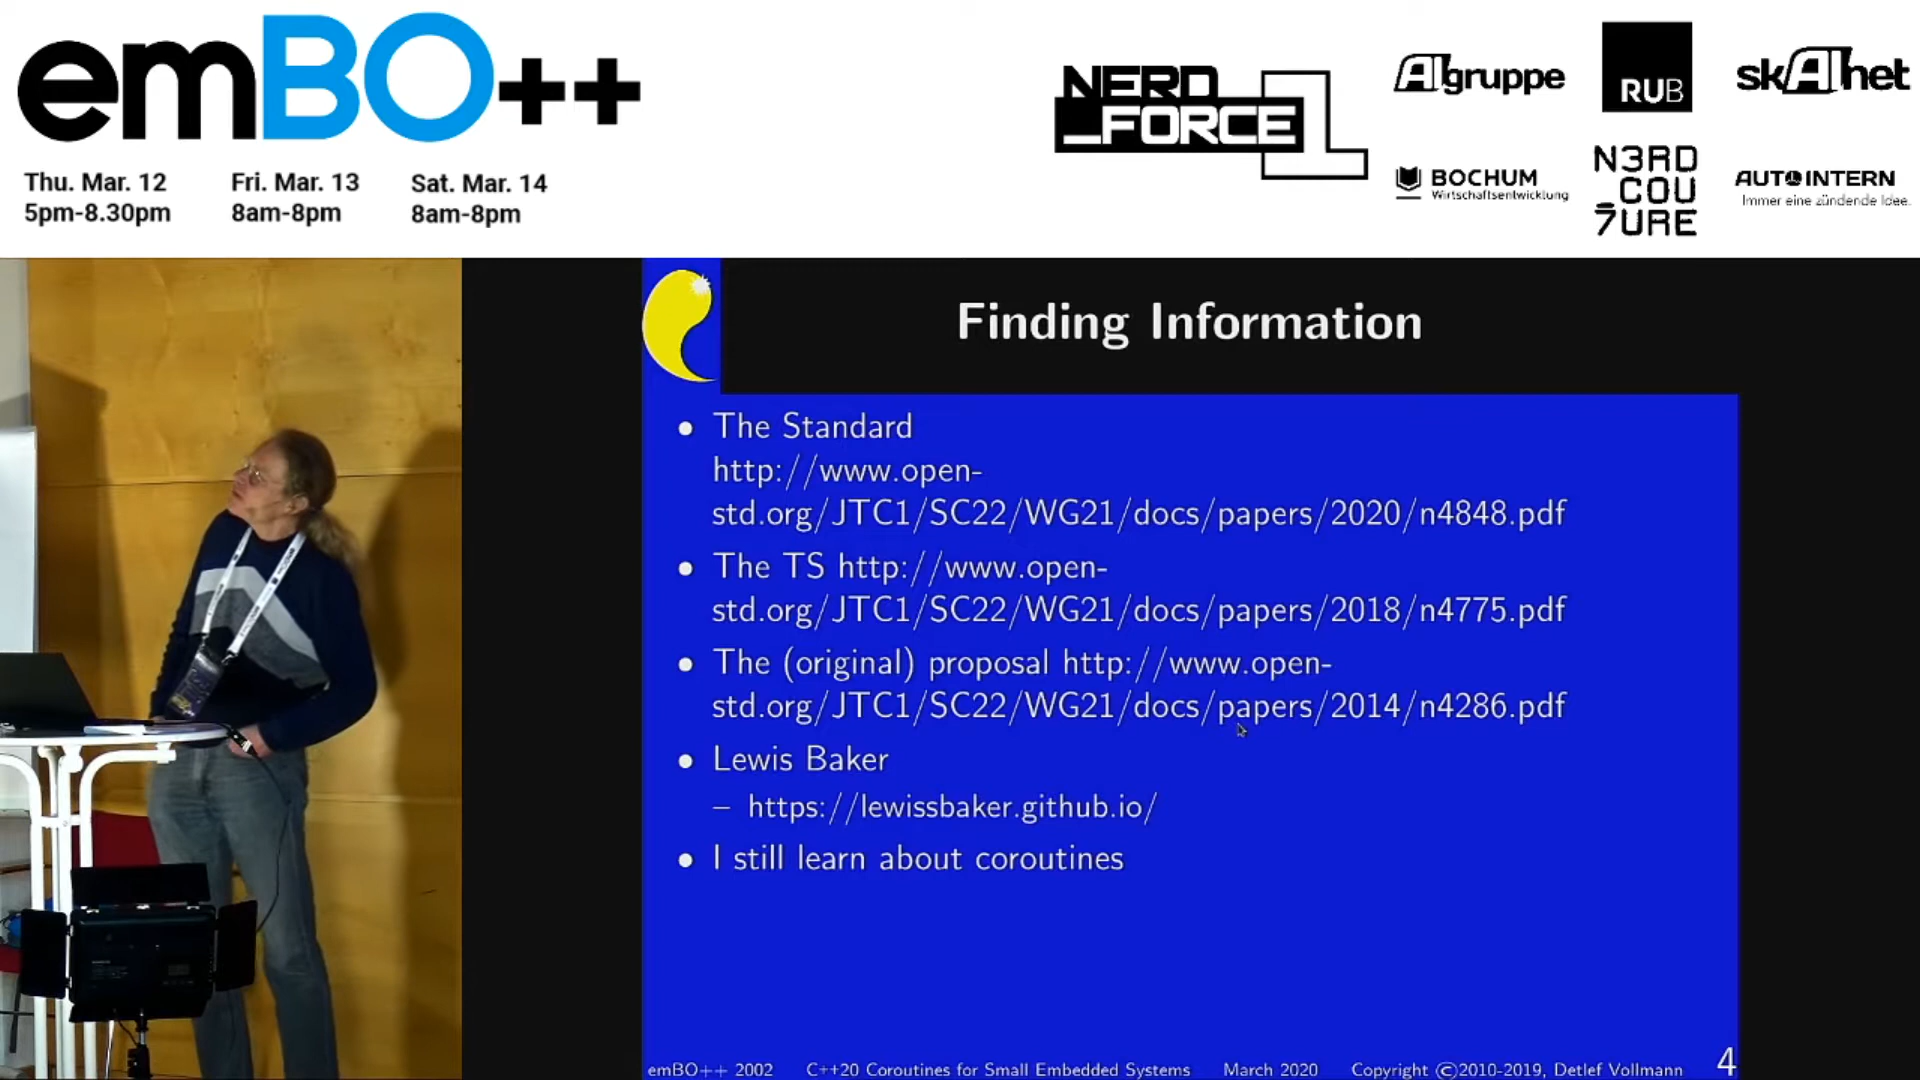 emBO++
Thu. Mar. 12
5pm-8.30pm
Fri. Mar. 13
8am-8pm
Sat. Mar. 14
8am-8pm
NERD
_FORCE
1
AIgruppe
RUB
skAInet
BOCHUM
Wirtschaftsentwicklung
N3RD
_COU
7URE
AUTOINTERN
Immer eine zündende Idee.
Finding Information
• The Standard
http://www.open-
std.org/JTC1/SC22/WG21/docs/papers/2020/n4848.pdf
• The TS http://www.open-
std.org/JTC1/SC22/WG21/docs/papers/2018/n4775.pdf
• The (original) proposal http://www.open-
std.org/JTC1/SC22/WG21/docs/papers/2014/n4286.pdf
• Lewis Baker
– https://lewissbaker.github.io/
• I still learn about coroutines
emBO++ 2002 C++20 Coroutines for Small Embedded Systems March 2020 Copyright ©2010-2019, Detlef Vollmann 4